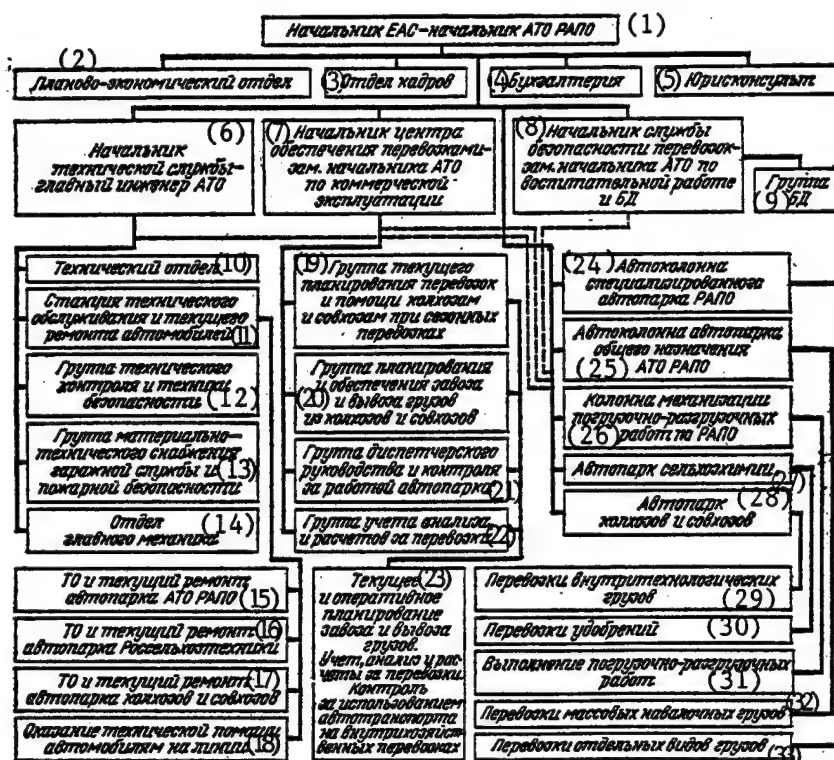 Начальник ЕАС-начальник АТО РАПО (1)
(2)
Планово-экономический отдел
(3) Отдел кадров
(4) Бухгалтерия
(5) Юрисконсульт
(6)
Начальник
технической службы-
главный инженер АТО
(7) Начальник центра
обеспечения перевозками-
зам. начальника АТО
по коммерческой
эксплуатации
(8) Начальник службы
безопасности перевозок-
зам. начальника АТО по
воспитательной работе
и БД
Группа
(9) БД
Технический отдел (10)
Станция технического
обслуживания и текущего
ремонта автомобилей (11)
Группа технического
контроля и техники
безопасности (12)
Группа материально-
технического снабжения
гаражной службы и (13)
пожарной безопасности
Отдел (14)
главного механика
(19) Группа текущего
планирования перевозок
и помощи колхозам
и совхозам при сезонных
перевозках
Группа планирования
(20) и обеспечения завоза
и вывоза грузов
из колхозов и совхозов
Группа диспетчерского
руководства и контроля
за работой автопарка (21)
Группа учета анализа
и расчетов за перевозки (22)
(24) Автоколонна
специализированного
автопарка РАПО
Автоколонна автопарка
общего назначения
(25) АТО РАПО
Колонна механизации
погрузочно-разгрузочных
(26) работ по РАПО
Автопарк сельхозхимии (27)
Автопарк (28)
колхозов и совхозов
ТО и текущий ремонт
автопарка АТО РАПО (15)
ТО и текущий ремонт (16)
автопарка Россельхозтехники
ТО и текущий ремонт (17)
автопарка колхозов и совхозов
Оказание технической помощи
автомобилям на линии (18)
Текущее (23)
и оперативное
планирование
завоза и вывоза
грузов.
Учет, анализ и рас-
четы за перевозки.
Контроль
за использованием
автотранспорта
на внутрихозяйст-
венных перевозках
Перевозки внутритехнологических
грузов (29)
Перевозки удобрений (30)
Выполнение погрузочно-разгрузочных
работ (31)
Перевозки массовых навалочных грузов (32)
Перевозки отдельных видов грузов (33)